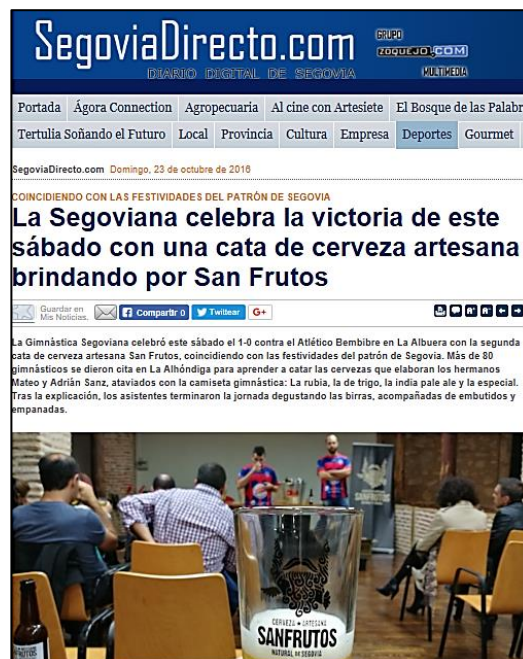 SegoviaDirecto.com
GRUPO
ZOQUEJO.COM
MULTIMEDIA
DIARIO DIGITAL DE SEGOVIA
Portada Ágora Connection Agropecuaria Al cine con Artesiete El Bosque de las Palabr
Tertulia Soñando el Futuro Local Provincia Cultura Empresa Deportes Gourmet
SegoviaDirecto.com Domingo, 23 de octubre de 2016
COINCIDIENDO CON LAS FESTIVIDADES DEL PATRÓN DE SEGOVIA
La Segoviana celebra la victoria de este
sábado con una cata de cerveza artesana
brindando por San Frutos
Guardar en
Mis Noticias.
Compartir 0
Twittear
G+
La Gimnástica Segoviana celebró este sábado el 1-0 contra el Atlético Bembibre en La Albuera con la segunda
cata de cerveza artesana San Frutos, coincidiendo con las festividades del patrón de Segovia. Más de 80
gimnásticos se dieron cita en La Alhóndiga para aprender a catar las cervezas que elaboran los hermanos
Mateo y Adrián Sanz, ataviados con la camiseta gimnástica: La rubia, la de trigo, la india pale ale y la especial.
Tras la explicación, los asistentes terminaron la jornada degustando las birras, acompañadas de embutidos y
empanadas.
SANFRUTOS
CERVEZA ARTESANA
SANFRUTOS
NATURAL DE SEGOVIA